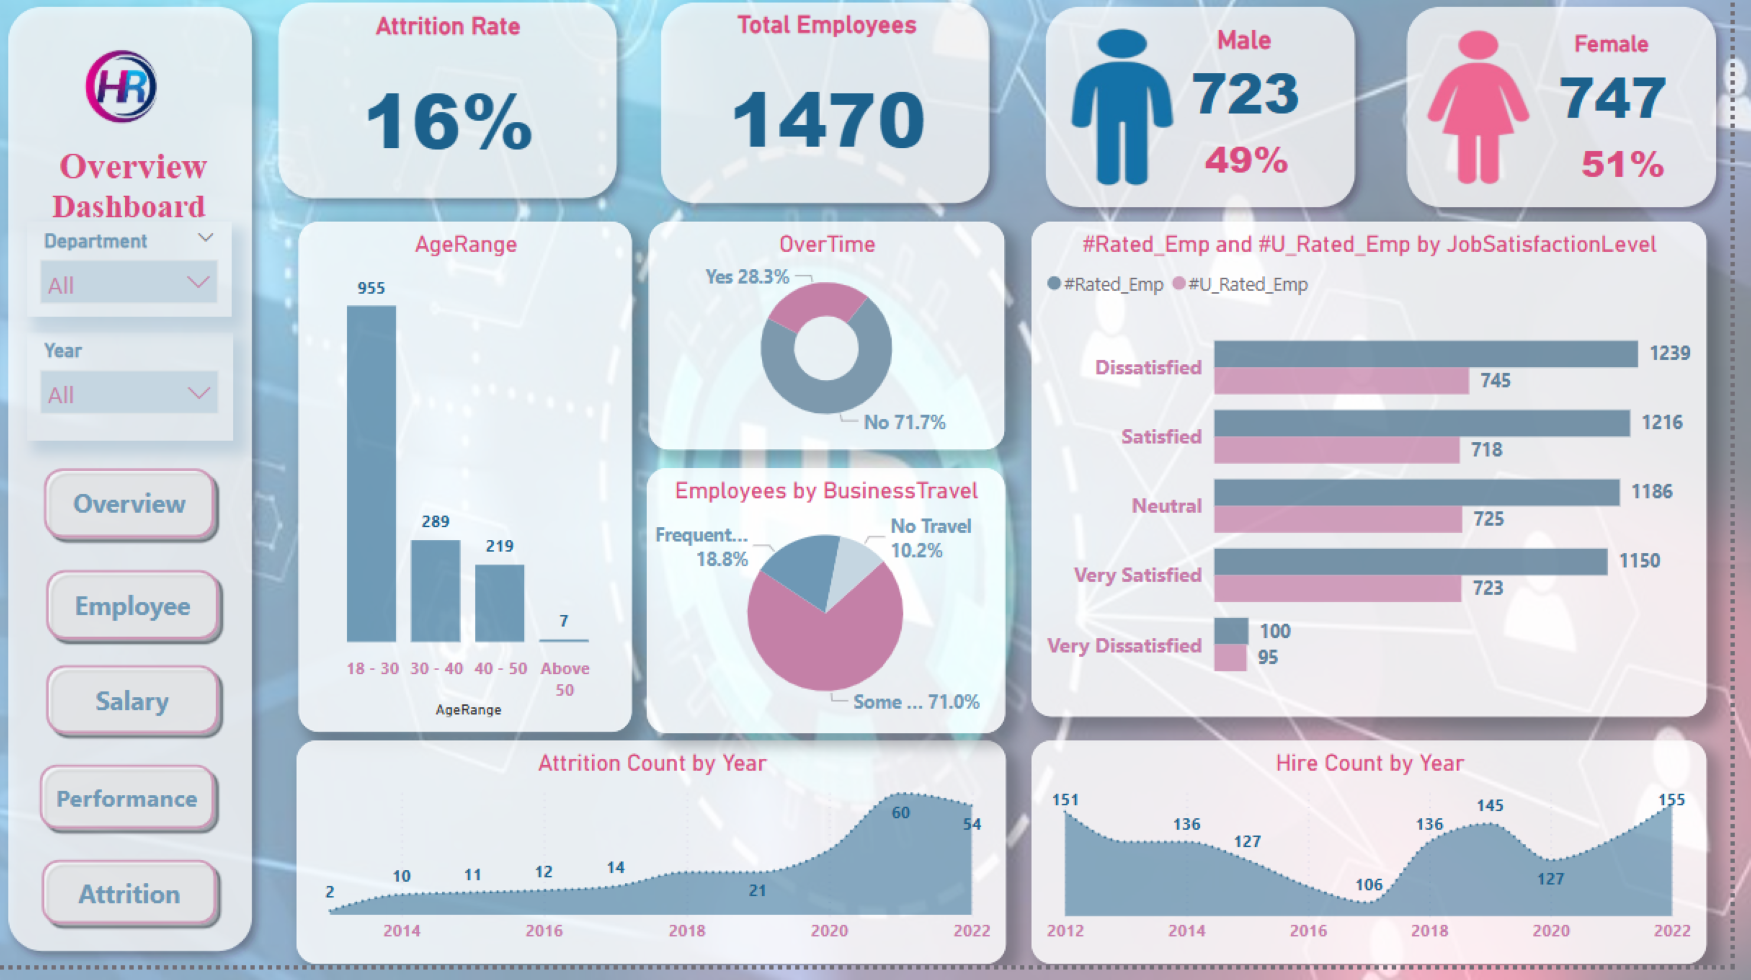 HR
Overview
Dashboard
Department
All
Year
All
Overview
Employee
Salary
Performance
Attrition
Attrition Rate
16%
Total Employees
1470
Male
723
49%
Female
747
51%
AgeRange
955
289
219
7
18 - 30
30 - 40
40 - 50
Above
50
AgeRange
OverTime
Yes 28.3%
No 71.7%
Employees by BusinessTravel
Frequent...
18.8%
No Travel
10.2%
Some ... 71.0%
#Rated_Emp and #U_Rated_Emp by JobSatisfactionLevel
#Rated_Emp #U_Rated_Emp
Dissatisfied
1239
745
Satisfied
1216
718
Neutral
1186
725
Very Satisfied
1150
723
Very Dissatisfied
100
95
Attrition Count by Year
2
10
11
12
14
21
60
54
2014
2016
2018
2020
2022
Hire Count by Year
151
136
127
106
136
145
127
155
2012
2014
2016
2018
2020
2022